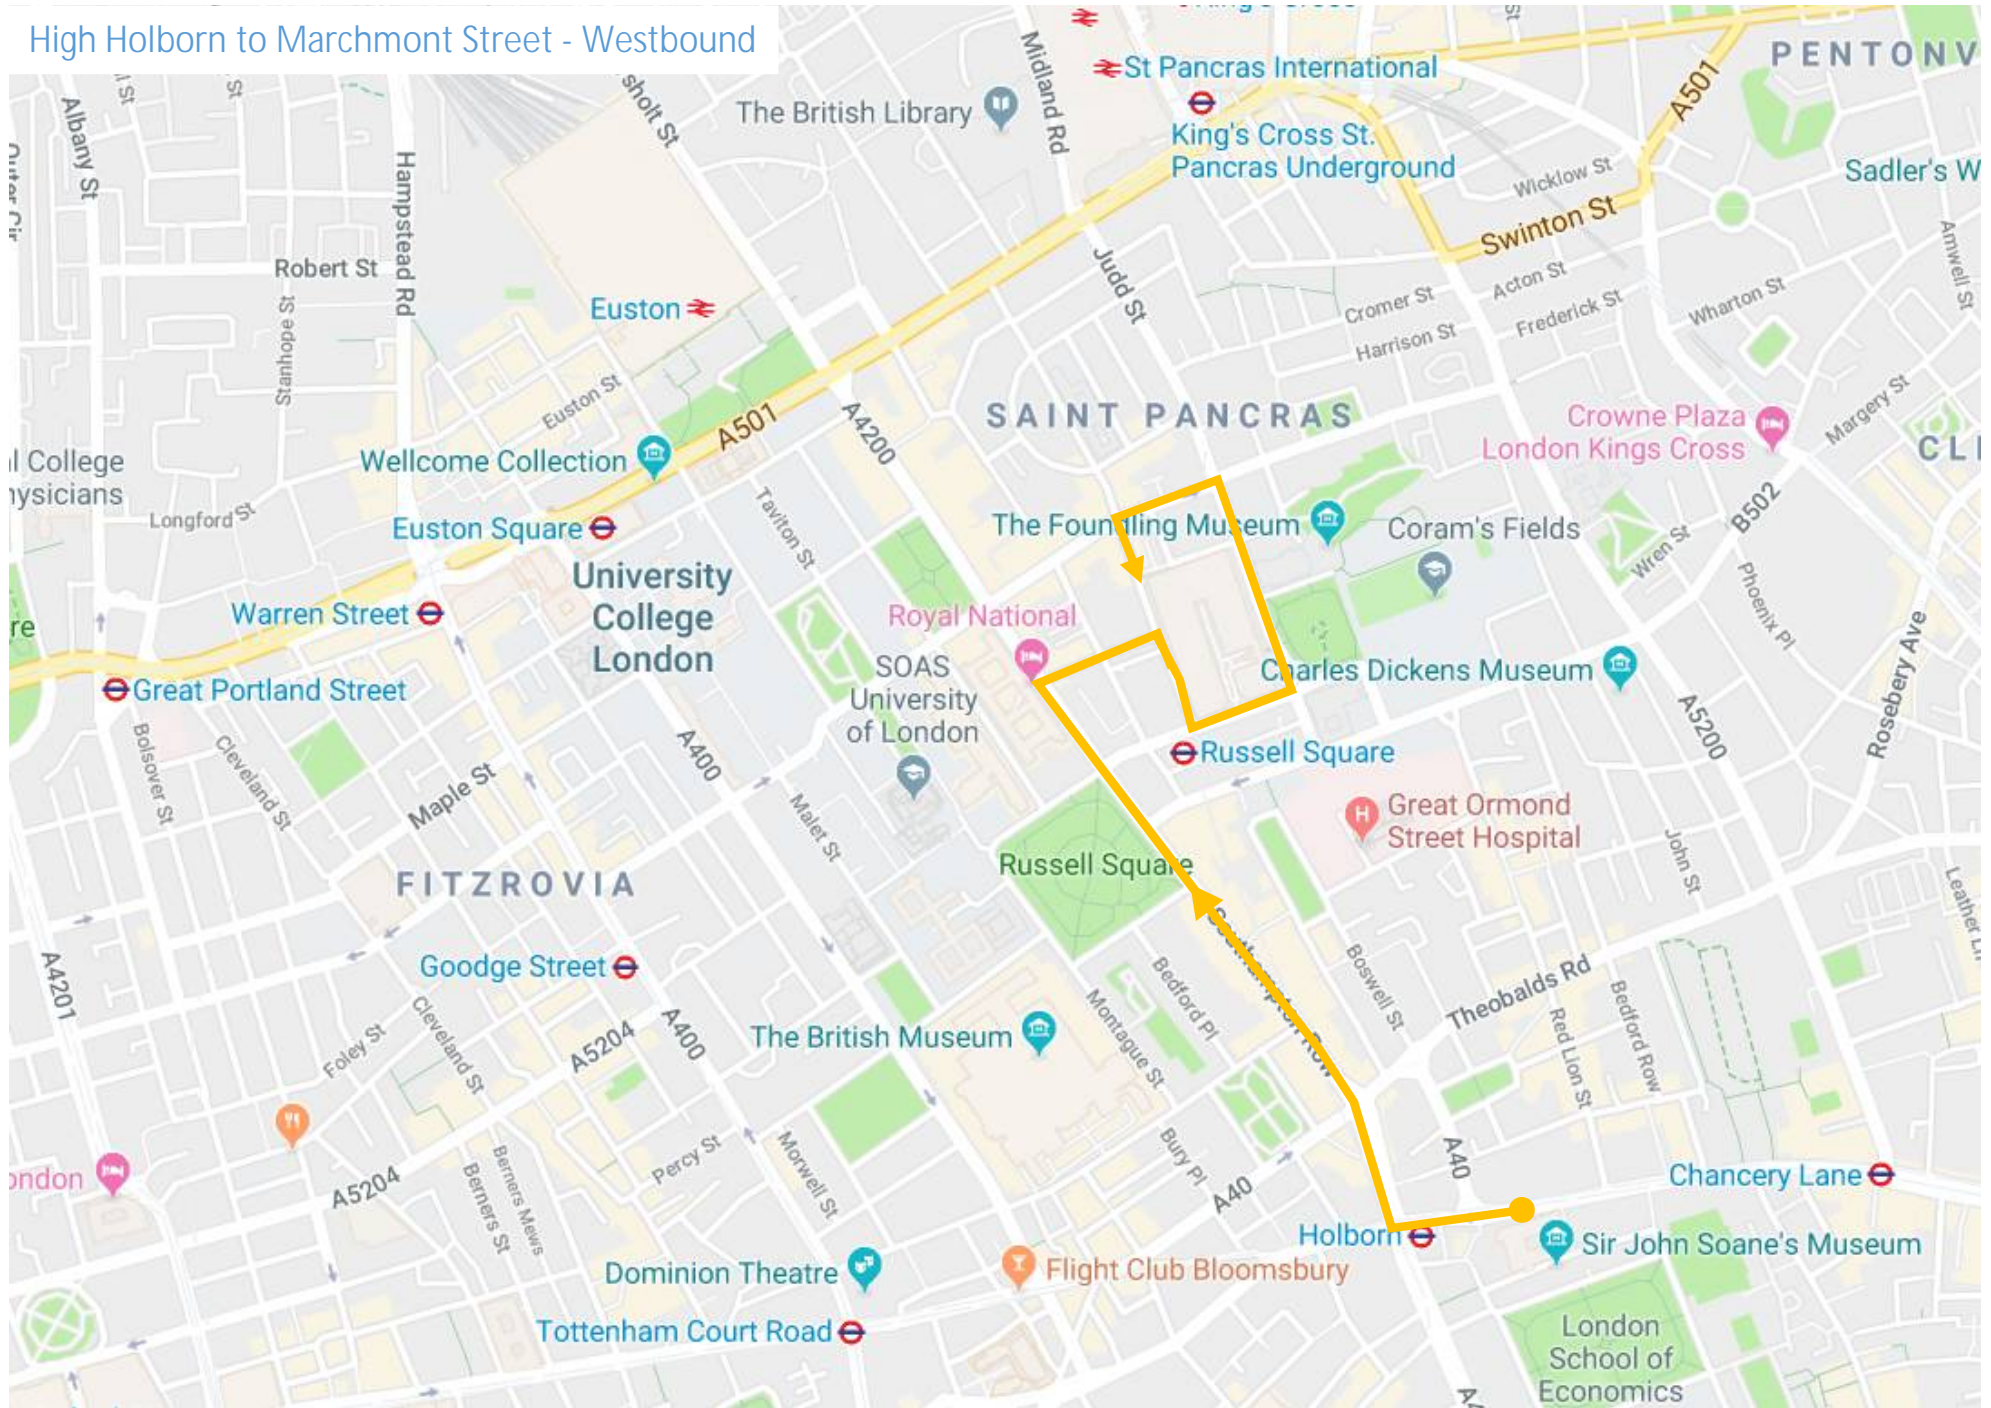 High Holborn to Marchmont Street - Westbound
St Pancras International
King's Cross St.
Pancras Underground
The British Library
Midland Rd
PENTONV
A501
Sadler's W
Albany St
Hampstead Rd
Wicklow St
Swinton St
Amwell St
Robert St
Stanhope St
Euston
Judd St
Cromer St
Acton St
Frederick St
Wharton St
Harrison St
Euston St
A501
A4200
SAINT PANCRAS
Crowne Plaza
London Kings Cross
Margery St
CLI
l College
hysicians
Wellcome Collection
Longford St
Euston Square
Taviton St
The Foundling Museum
Coram's Fields
B502
Wren St
Phoenix Pl
University
College
London
Warren Street
re
Royal National
SOAS
University
of London
Charles Dickens Museum
Rosebery Ave
Great Portland Street
Bolsover St
Cleveland St
Maple St
A400
A5200
Russell Square
Malet St
Great Ormond
Street Hospital
John St
Russell Square
FITZROVIA
Southampton Row
Leather Ln
Boswell St
Theobalds Rd
Bedford Pl
Montague St
Red Lion St
Bedford Row
A4201
Goodge Street
Cleveland St
Foley St
A5204
A400
The British Museum
Percy St
Morwell St
Bury Pl
A40
A40
Chancery Lane
ondon
A5204
Berners St
Berners Mews
Holborn
Sir John Soane's Museum
Dominion Theatre
Flight Club Bloomsbury
Tottenham Court Road
London
School of
Economics